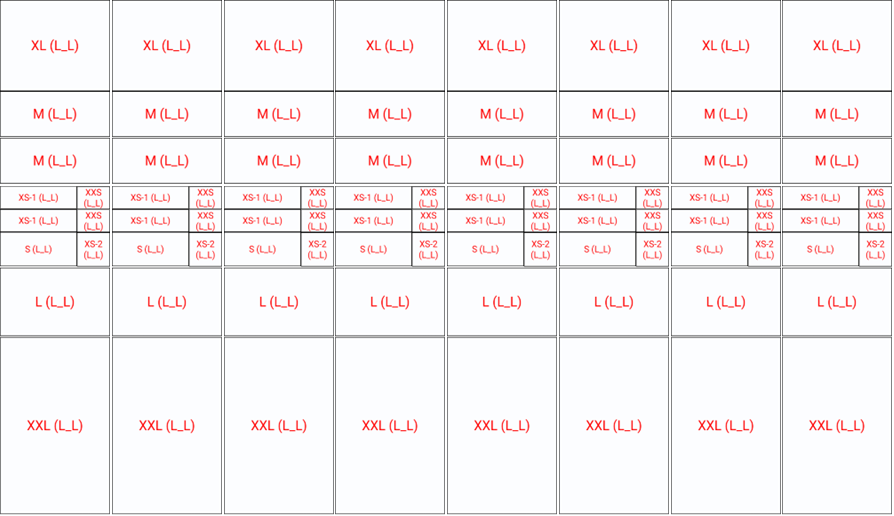 XL (L_L) XL (L_L) XL (L_L) XL (L_L) XL (L_L) XL (L_L) XL (L_L) XL (L_L)
M (L_L) M (L_L) M (L_L) M (L_L) M (L_L) M (L_L) M (L_L) M (L_L)
M (L_L) M (L_L) M (L_L) M (L_L) M (L_L) M (L_L) M (L_L) M (L_L)
XS-1 (L_L) XXS (L_L) XS-1 (L_L) XXS (L_L) XS-1 (L_L) XXS (L_L) XS-1 (L_L) XXS (L_L) XS-1 (L_L) XXS (L_L) XS-1 (L_L) XXS (L_L) XS-1 (L_L) XXS (L_L) XS-1 (L_L) XXS (L_L)
XS-1 (L_L) XXS (L_L) XS-1 (L_L) XXS (L_L) XS-1 (L_L) XXS (L_L) XS-1 (L_L) XXS (L_L) XS-1 (L_L) XXS (L_L) XS-1 (L_L) XXS (L_L) XS-1 (L_L) XXS (L_L) XS-1 (L_L) XXS (L_L)
S (L_L) XS-2 (L_L) S (L_L) XS-2 (L_L) S (L_L) XS-2 (L_L) S (L_L) XS-2 (L_L) S (L_L) XS-2 (L_L) S (L_L) XS-2 (L_L) S (L_L) XS-2 (L_L) S (L_L) XS-2 (L_L)
L (L_L) L (L_L) L (L_L) L (L_L) L (L_L) L (L_L) L (L_L) L (L_L)
XXL (L_L) XXL (L_L) XXL (L_L) XXL (L_L) XXL (L_L) XXL (L_L) XXL (L_L) XXL (L_L)